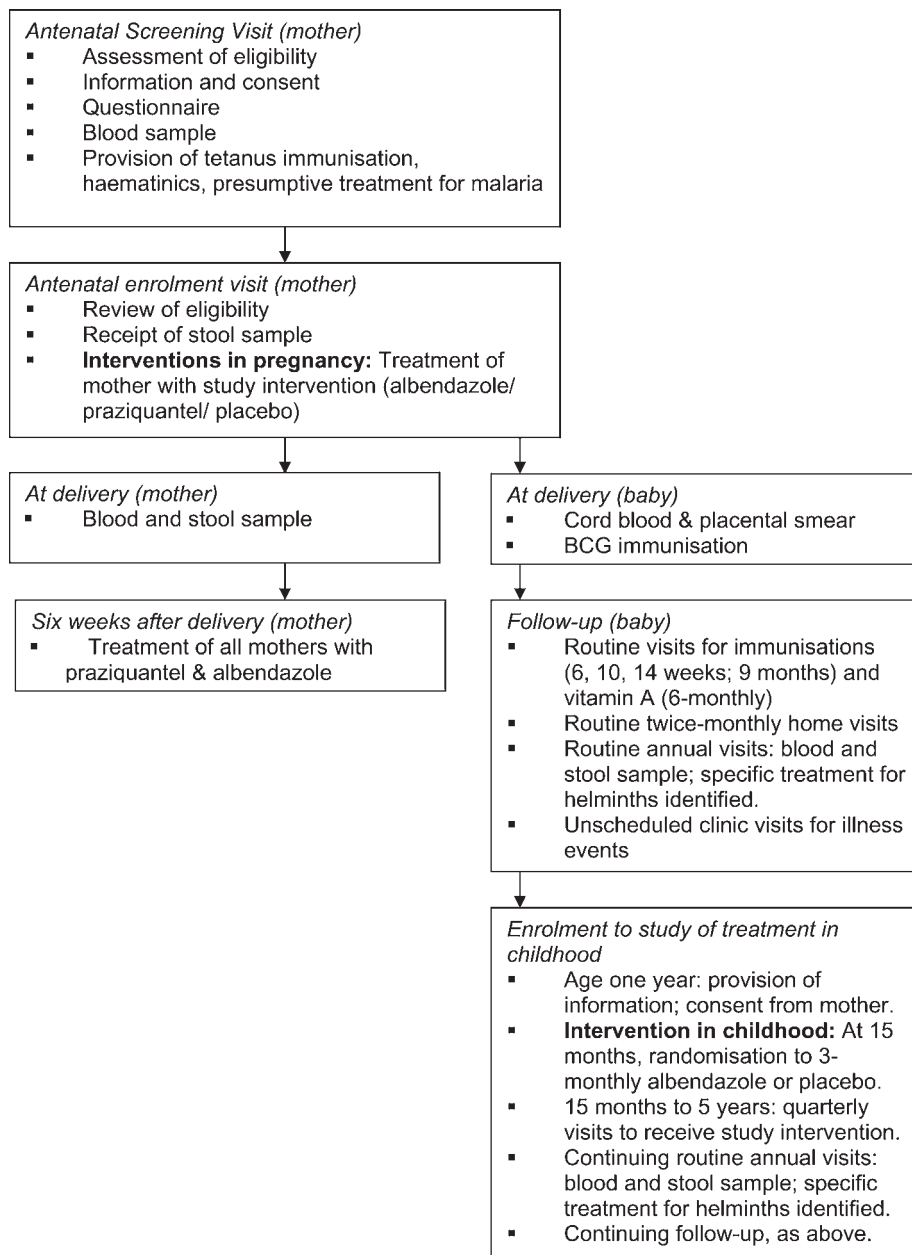 Antenatal Screening Visit (mother)
▪ Assessment of eligibility
▪ Information and consent
▪ Questionnaire
▪ Blood sample
▪ Provision of tetanus immunisation,
haematinics, presumptive treatment for malaria
Antenatal enrolment visit (mother)
▪ Review of eligibility
▪ Receipt of stool sample
▪ Interventions in pregnancy: Treatment of
mother with study intervention (albendazole/
praziquantel/ placebo)
At delivery (mother)
▪ Blood and stool sample
Six weeks after delivery (mother)
▪ Treatment of all mothers with
praziquantel & albendazole
At delivery (baby)
▪ Cord blood & placental smear
▪ BCG immunisation
Follow-up (baby)
▪ Routine visits for immunisations
(6, 10, 14 weeks; 9 months) and
vitamin A (6-monthly)
▪ Routine twice-monthly home visits
▪ Routine annual visits: blood and
stool sample; specific treatment for
helminths identified.
▪ Unscheduled clinic visits for illness
events
Enrolment to study of treatment in
childhood
▪ Age one year: provision of
information; consent from mother.
▪ Intervention in childhood: At 15
months, randomisation to 3-
monthly albendazole or placebo.
▪ 15 months to 5 years: quarterly
visits to receive study intervention.
▪ Continuing routine annual visits:
blood and stool sample; specific
treatment for helminths identified.
▪ Continuing follow-up, as above.